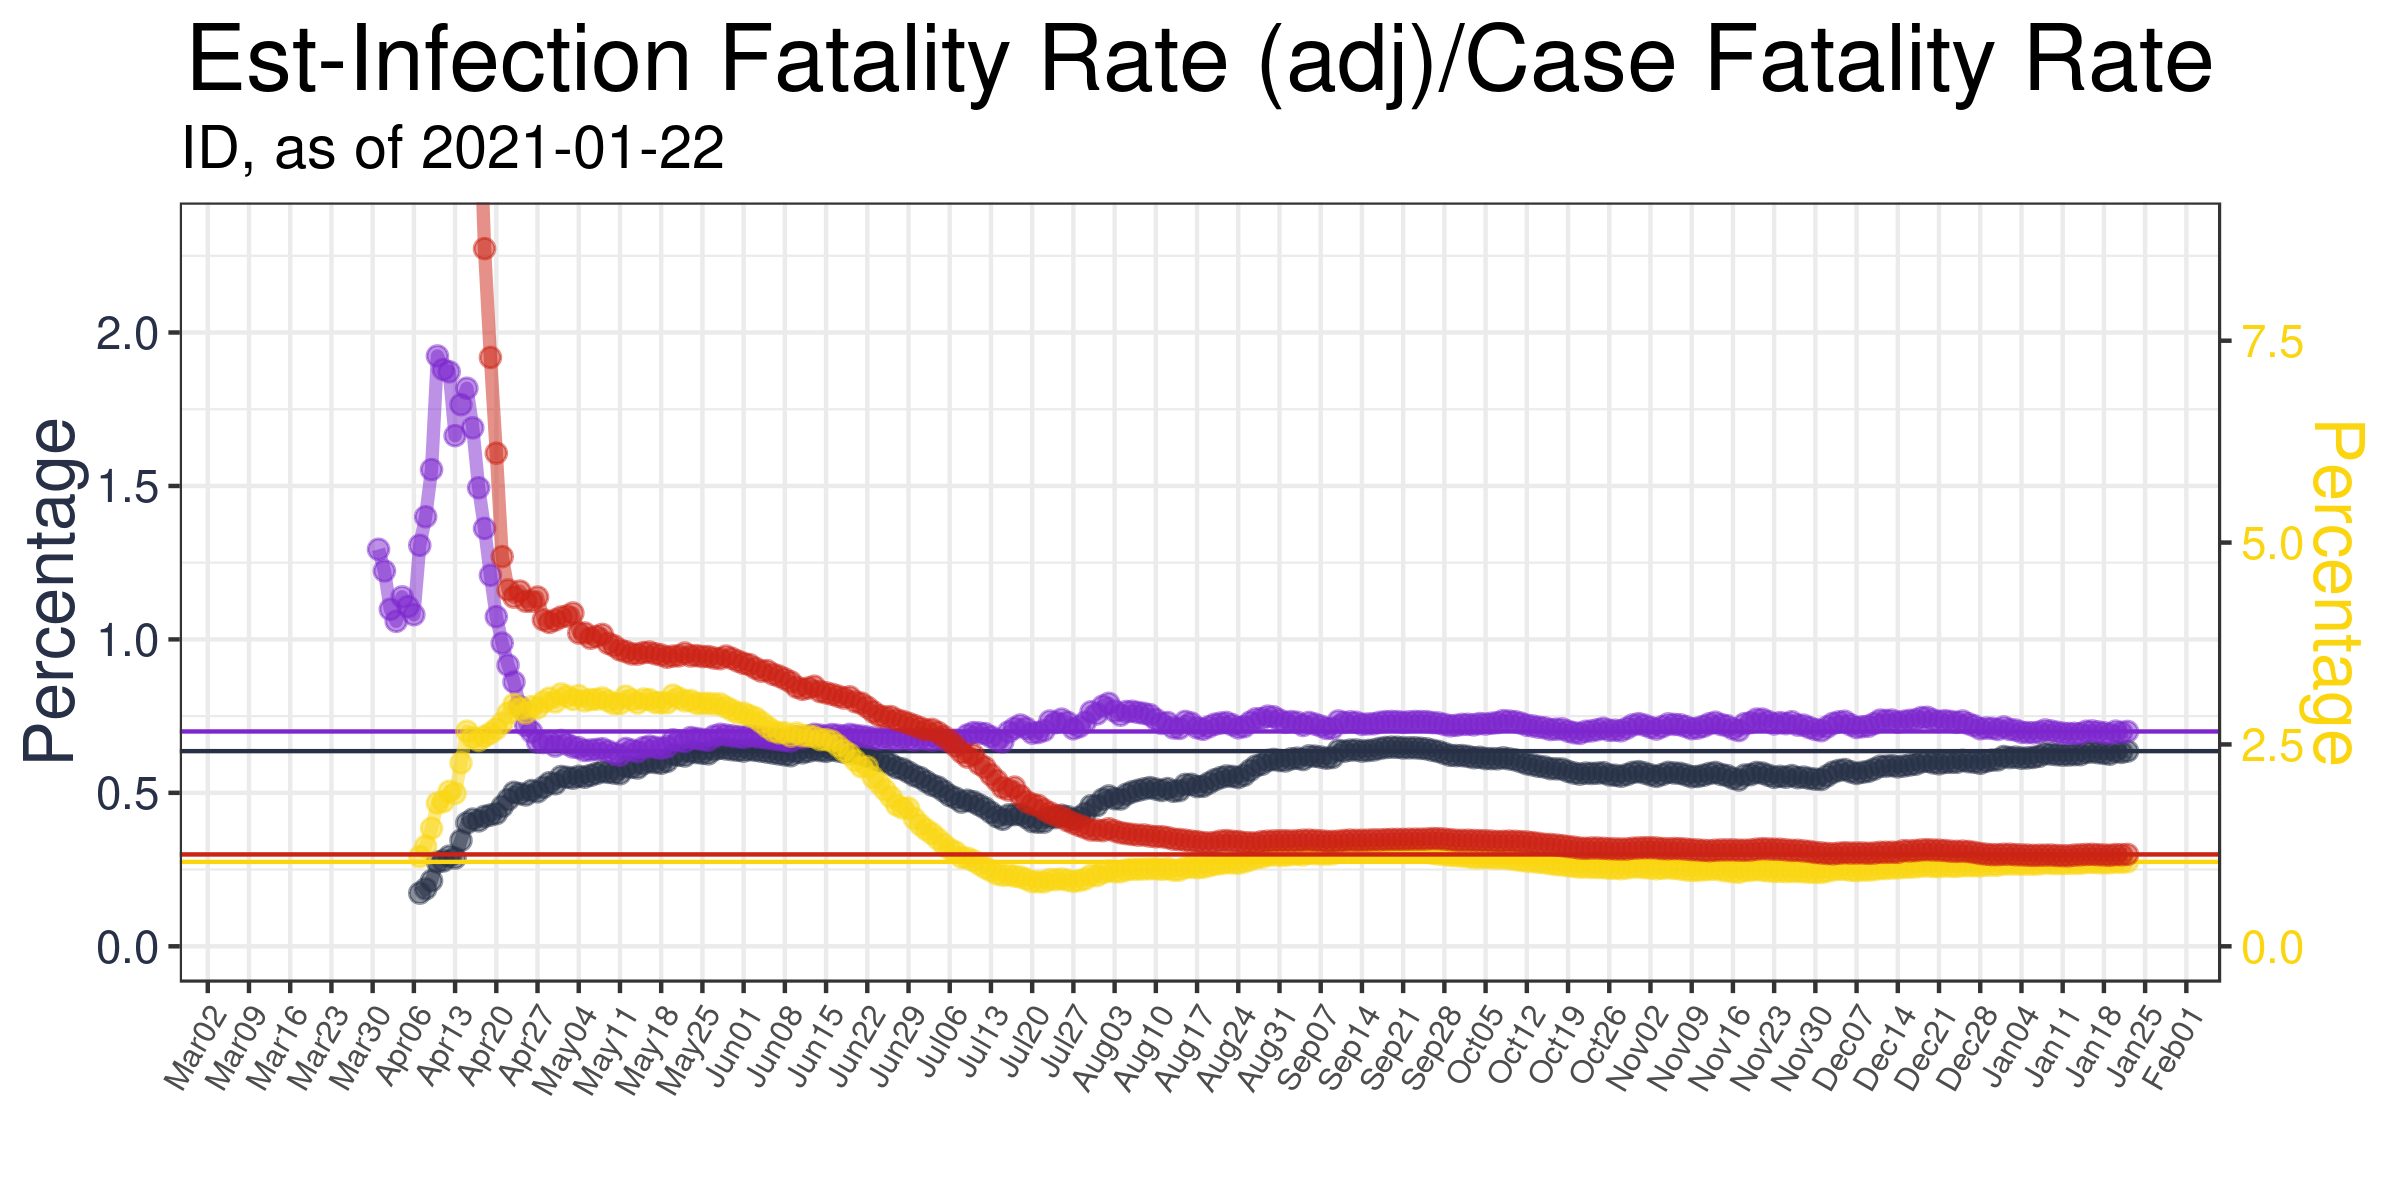 Est-Infection Fatality Rate (adj)/Case Fatality Rate
ID, as of 2021-01-22
Percentage
2.0
1.5
1.0
0.5
0.0
7.5
5.0
2.5
0.0
Percentage
Mar02
Mar09
Mar16
Mar23
Mar30
Apr06
Apr13
Apr20
Apr27
May04
May11
May18
May25
Jun01
Jun08
Jun15
Jun22
Jun29
Jul06
Jul13
Jul20
Jul27
Aug03
Aug10
Aug17
Aug24
Aug31
Sep07
Sep14
Sep21
Sep28
Oct05
Oct12
Oct19
Oct26
Nov02
Nov09
Nov16
Nov23
Nov30
Dec07
Dec14
Dec21
Dec28
Jan04
Jan11
Jan18
Jan25
Feb01